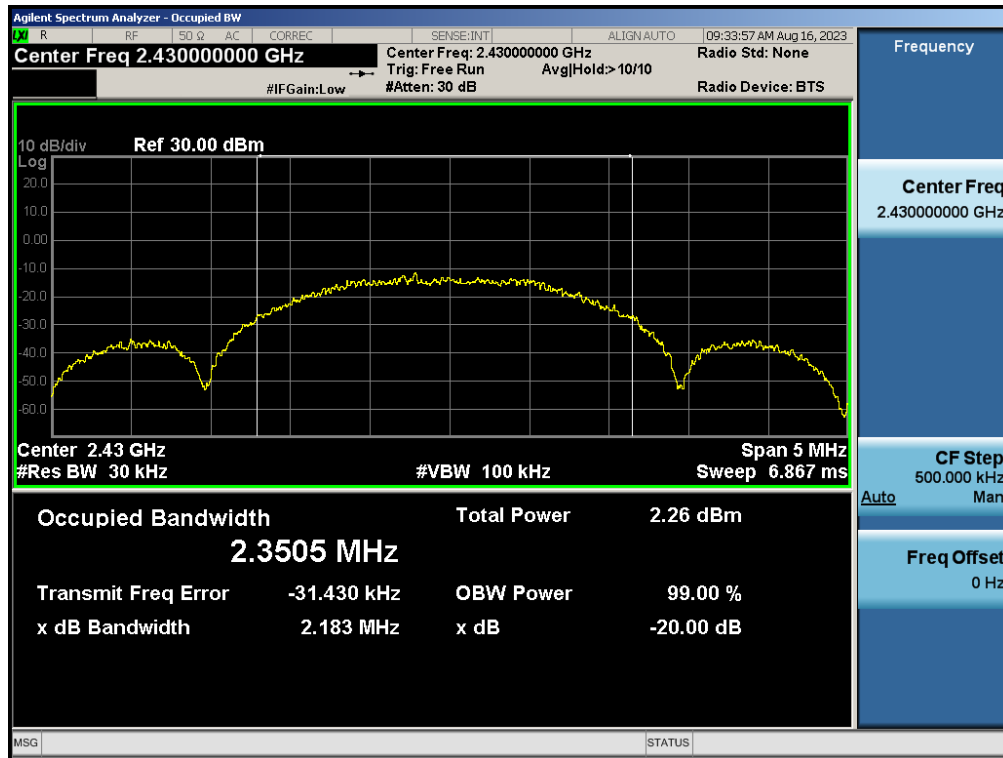 Agilent Spectrum Analyzer - Occupied BW
LXI R RF 50 Ω AC CORREC SENSE:INT ALIGN AUTO 09:33:57 AM Aug 16, 2023
Center Freq 2.430000000 GHz
Center Freq: 2.430000000 GHz Radio Std: None
Trig: Free Run Avg|Hold:> 10/10
#IFGain:Low #Atten: 30 dB Radio Device: BTS
10 dB/div Ref 30.00 dBm
Log
20.0
10.0
0.00
-10.0
-20.0
-30.0
-40.0
-50.0
-60.0
Center 2.43 GHz Span 5 MHz
#Res BW 30 kHz #VBW 100 kHz Sweep 6.867 ms
Occupied Bandwidth Total Power 2.26 dBm
2.3505 MHz
Transmit Freq Error -31.430 kHz OBW Power 99.00 %
x dB Bandwidth 2.183 MHz x dB -20.00 dB
Frequency
Center Freq
2.430000000 GHz
CF Step
500.000 kHz
Auto Man
Freq Offset
0 Hz
MSG STATUS